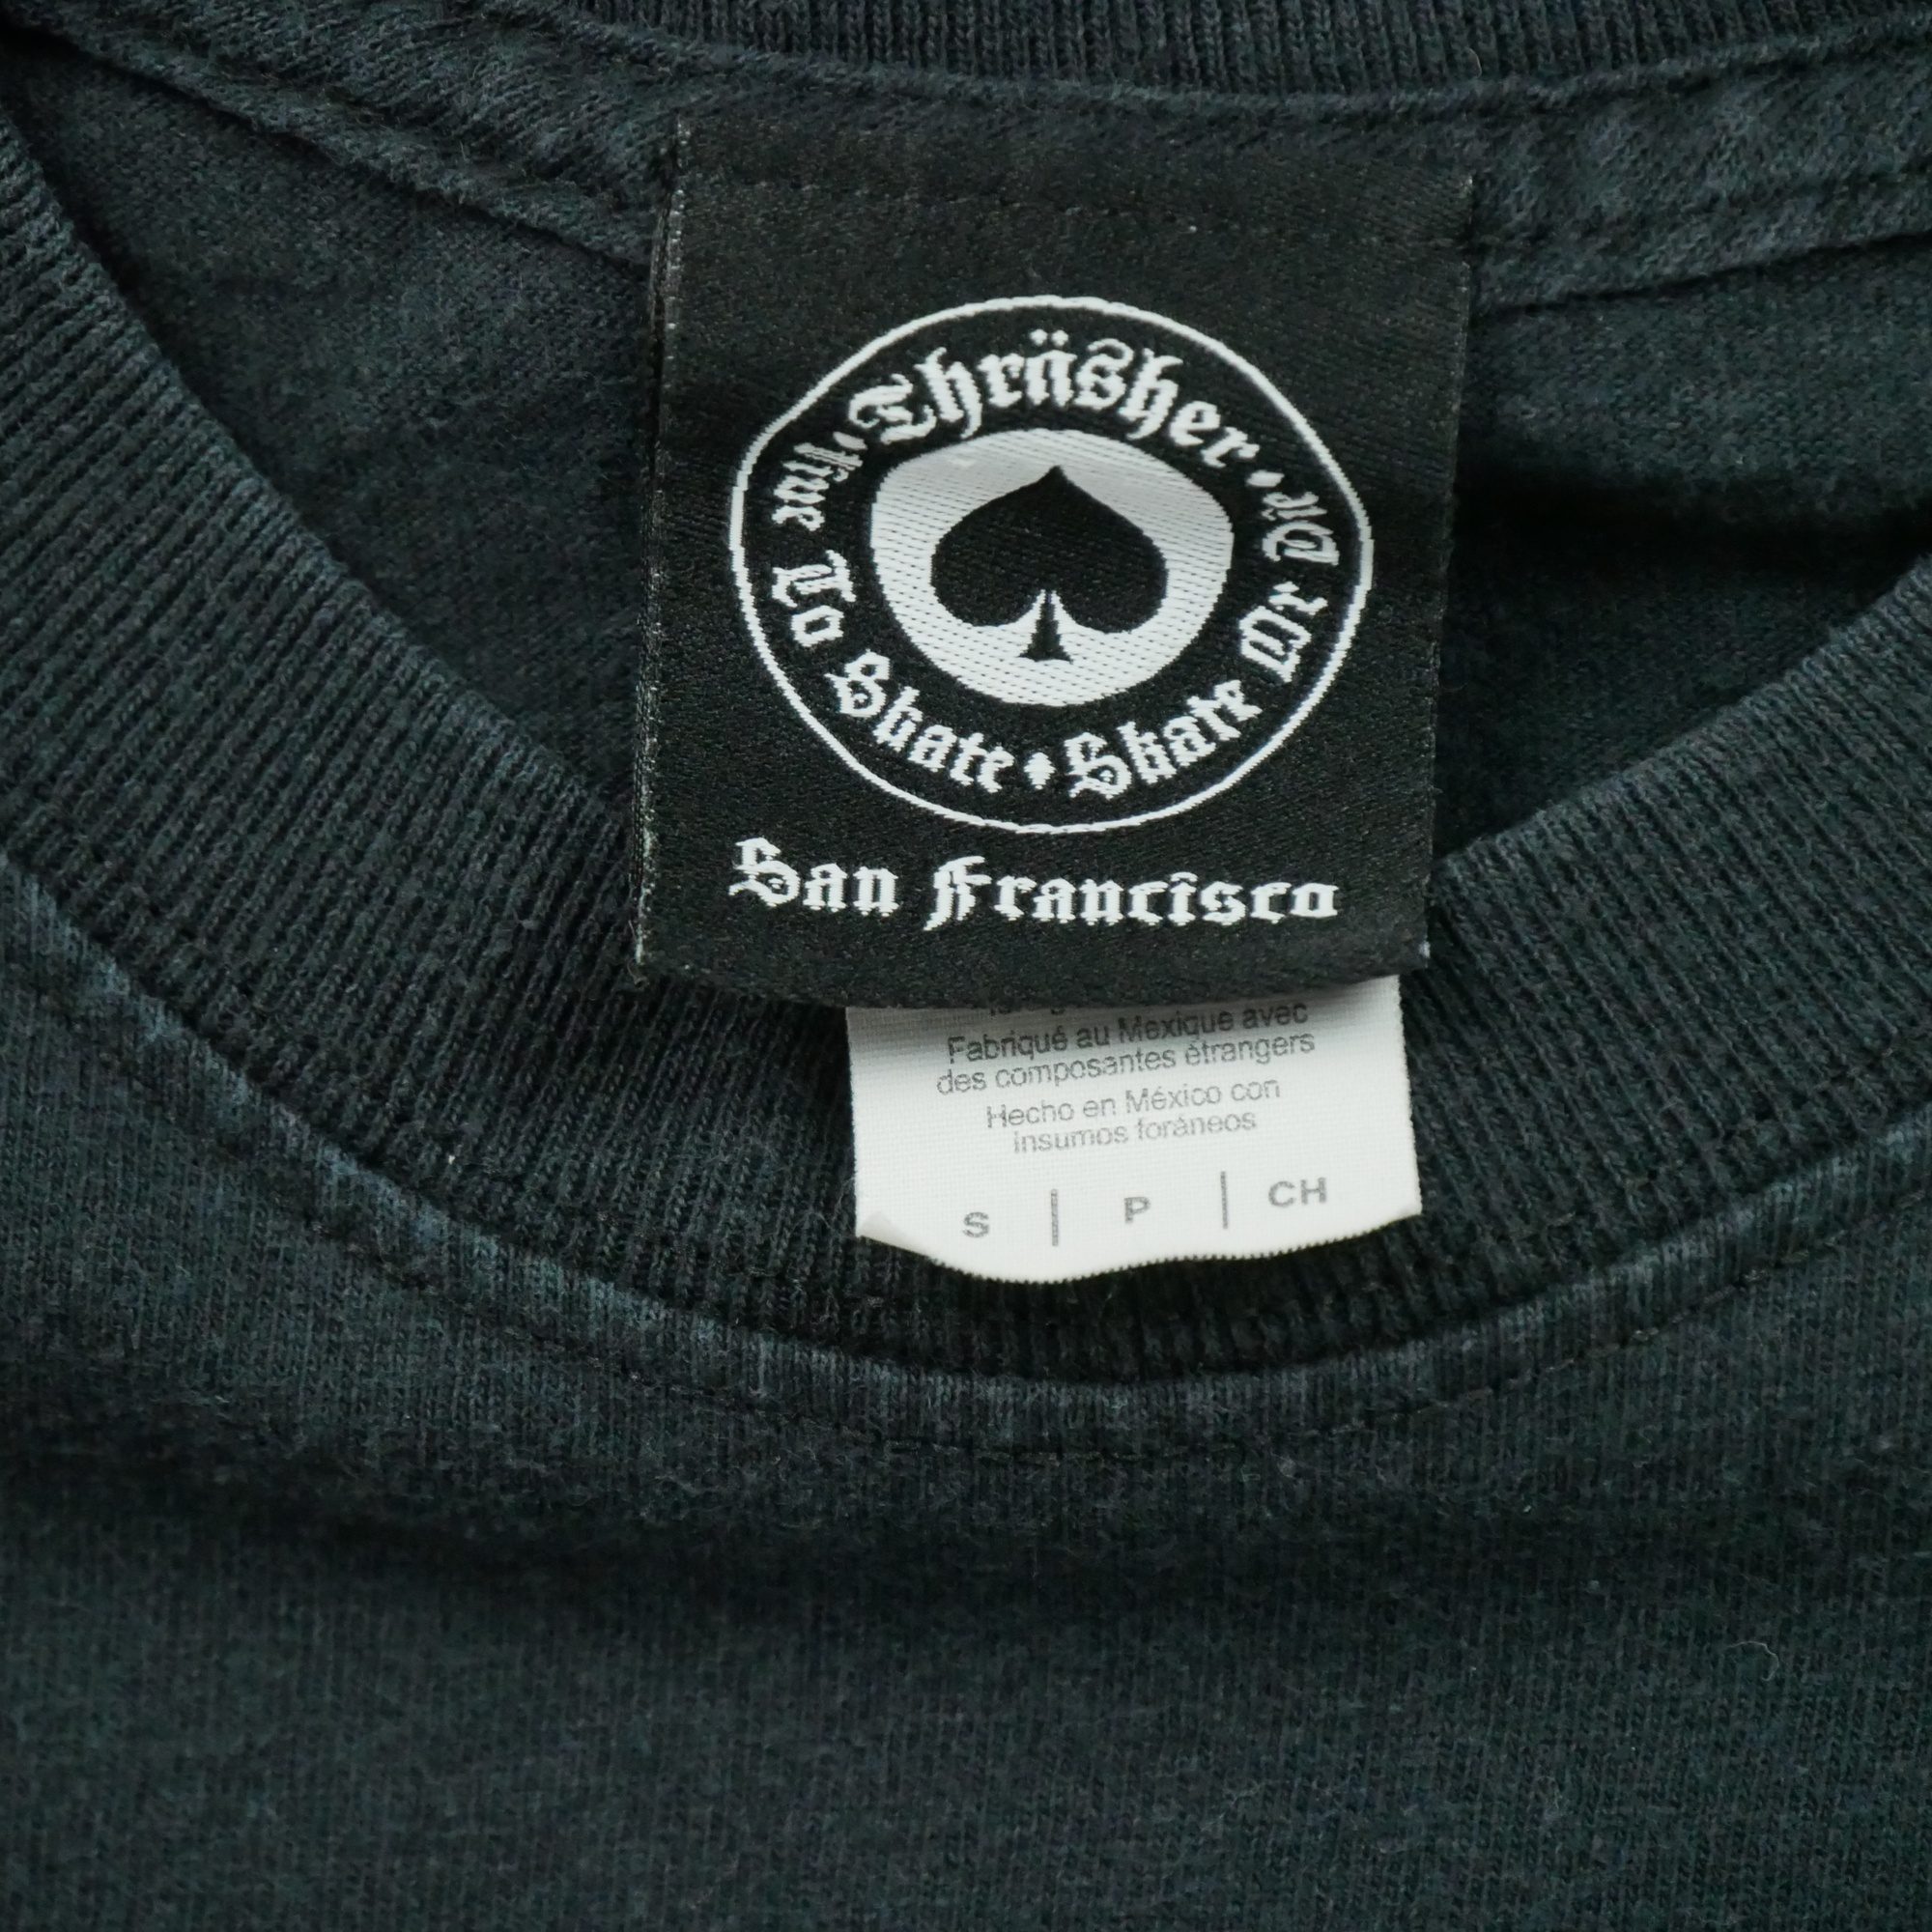 Thräsher
Live To Skate • Skate Or Die
San Francisco
Fabriqué au Mexique avec
des composantes étrangers
Hecho en México con
insumos foráneos
S | P | CH